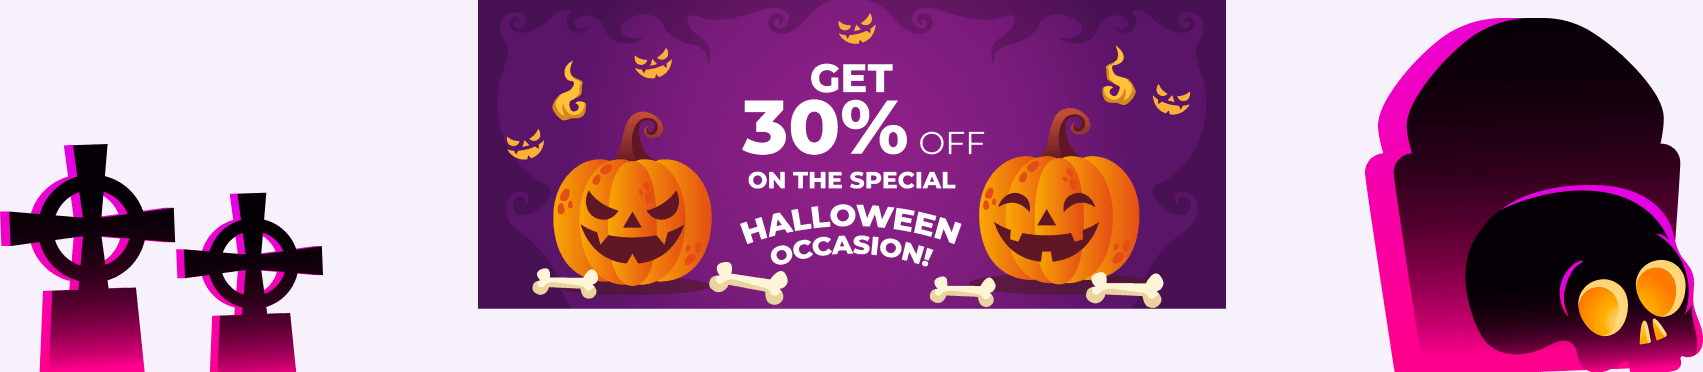 GET
30% OFF
ON THE SPECIAL
HALLOWEEN
OCCASION!